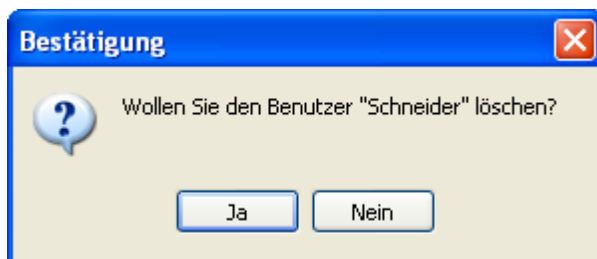 Bestätigung
Wollen Sie den Benutzer "Schneider" löschen?
Ja
Nein